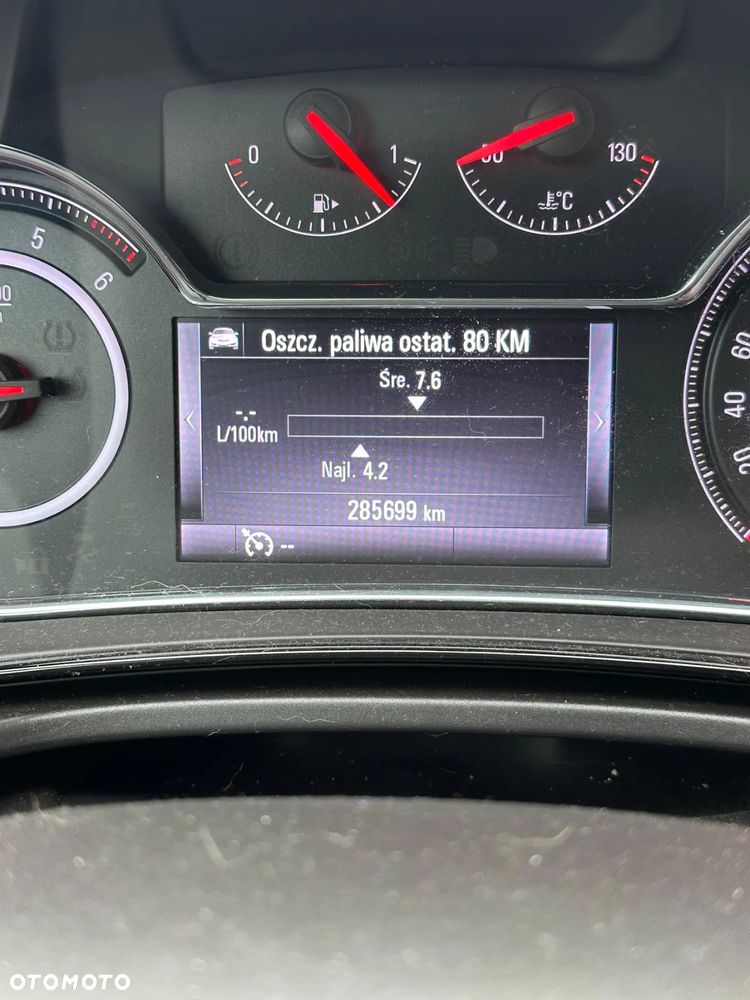 0 1
50 130
°C
5
6
Oszcz. paliwa ostat. 80 KM
Śre. 7.6
-.-
L/100km
Najl. 4.2
285699 km
--
60
40
20
OTOMOTO